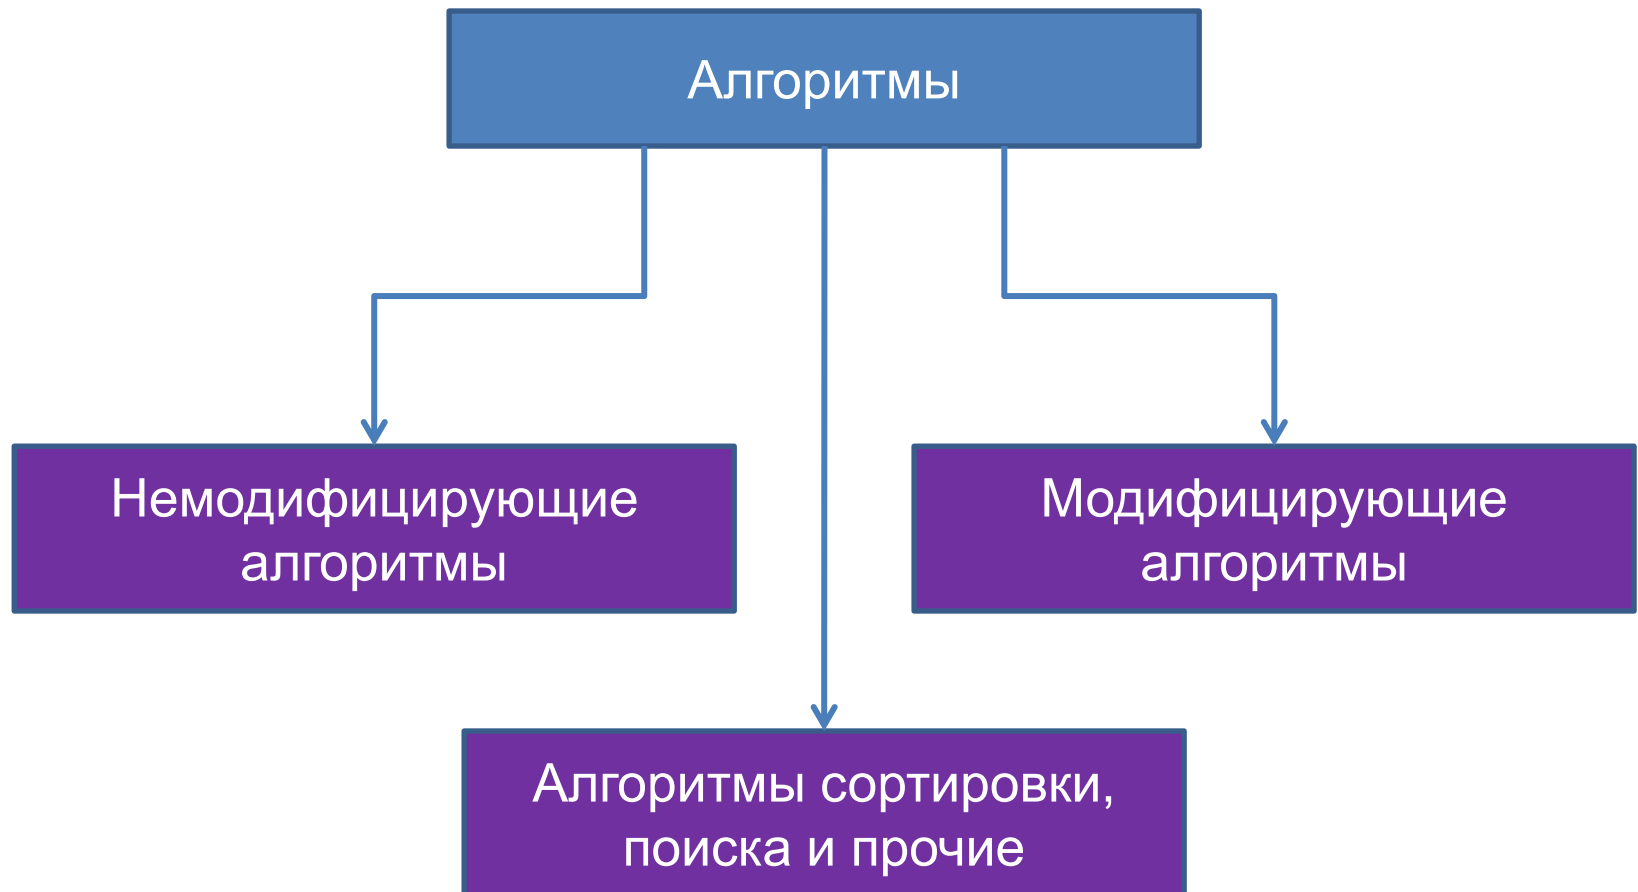 Алгоритмы
Немодифицирующие
алгоритмы
Модифицирующие
алгоритмы
Алгоритмы сортировки,
поиска и прочие